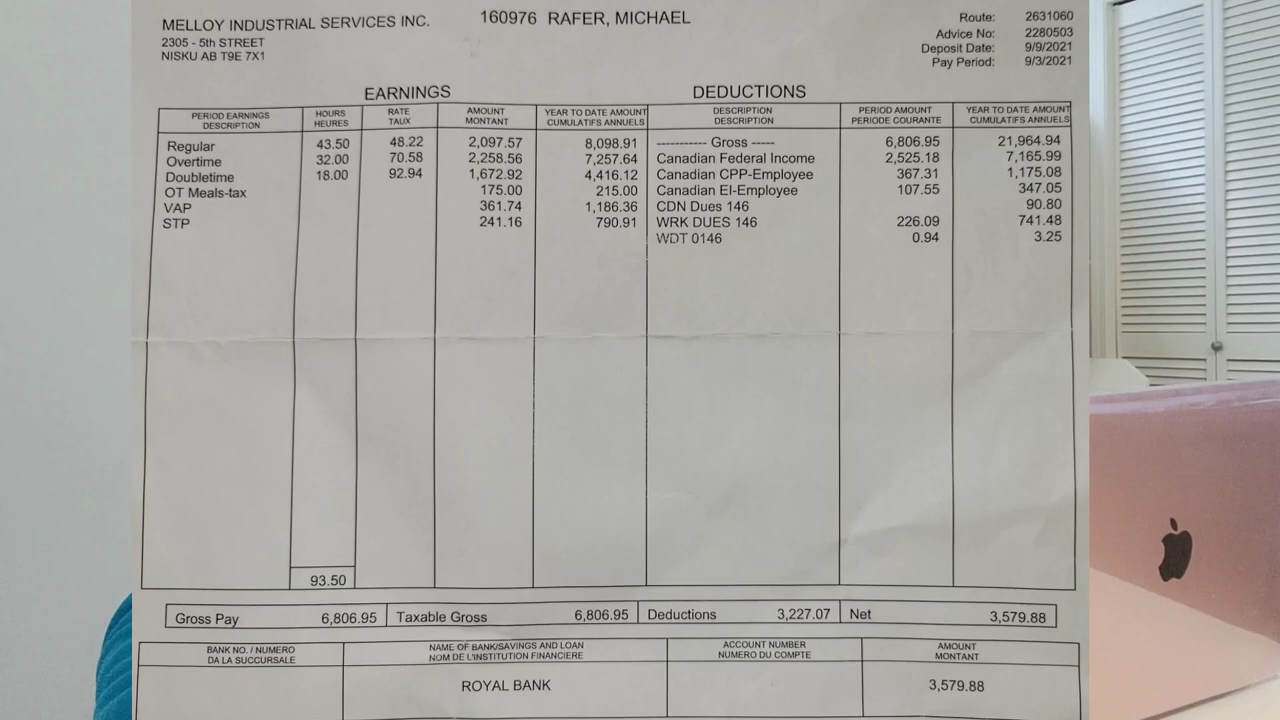 MELLOY INDUSTRIAL SERVICES INC. 160976 RAFER, MICHAEL Route: 2631060
2305 - 5th STREET Advice No: 2280503
NISKU AB T9E 7X1 Deposit Date: 9/9/2021
Pay Period: 9/3/2021
EARNINGS DEDUCTIONS
PERIOD EARNINGS HOURS RATE AMOUNT YEAR TO DATE AMOUNT DESCRIPTION PERIOD AMOUNT YEAR TO DATE AMOUNT
DESCRIPTION HEURES TAUX MONTANT CUMULATIFS ANNUELS DESCRIPTION PERIODE COURANTE CUMULATIFS ANNUELS
Regular 43.50 48.22 2,097.57 8,098.91 ---------- Gross ----- 6,806.95 21,964.94
Overtime 32.00 70.58 2,258.56 7,257.64 Canadian Federal Income 2,525.18 7,165.99
Doubletime 18.00 92.94 1,672.92 4,416.12 Canadian CPP-Employee 367.31 1,175.08
OT Meals-tax 175.00 215.00 Canadian EI-Employee 107.55 347.05
VAP 361.74 1,186.36 CDN Dues 146 90.80
STP 241.16 790.91 WRK DUES 146 226.09 741.48
WDT 0146 0.94 3.25
93.50
Gross Pay 6,806.95 Taxable Gross 6,806.95 Deductions 3,227.07 Net 3,579.88
BANK NO. / NUMERO NAME OF BANK/SAVINGS AND LOAN ACCOUNT NUMBER AMOUNT
DA LA SUCCURSALE NOM DE L'INSTITUTION FINANCIERE NUMERO DU COMPTE MONTANT
ROYAL BANK 3,579.88